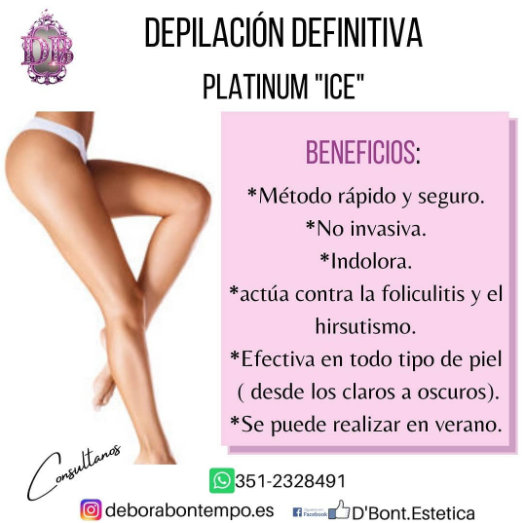 DB
DEPILACIÓN DEFINITIVA
PLATINUM "ICE"
BENEFICIOS:
*Método rápido y seguro.
*No invasiva.
*Indolora.
*actúa contra la foliculitis y el
hirsutismo.
*Efectiva en todo tipo de piel
( desde los claros a oscuros).
*Se puede realizar en verano.
Consultanos
351-2328491
deborabontempo.es
Facebook
D'Bont.Estetica